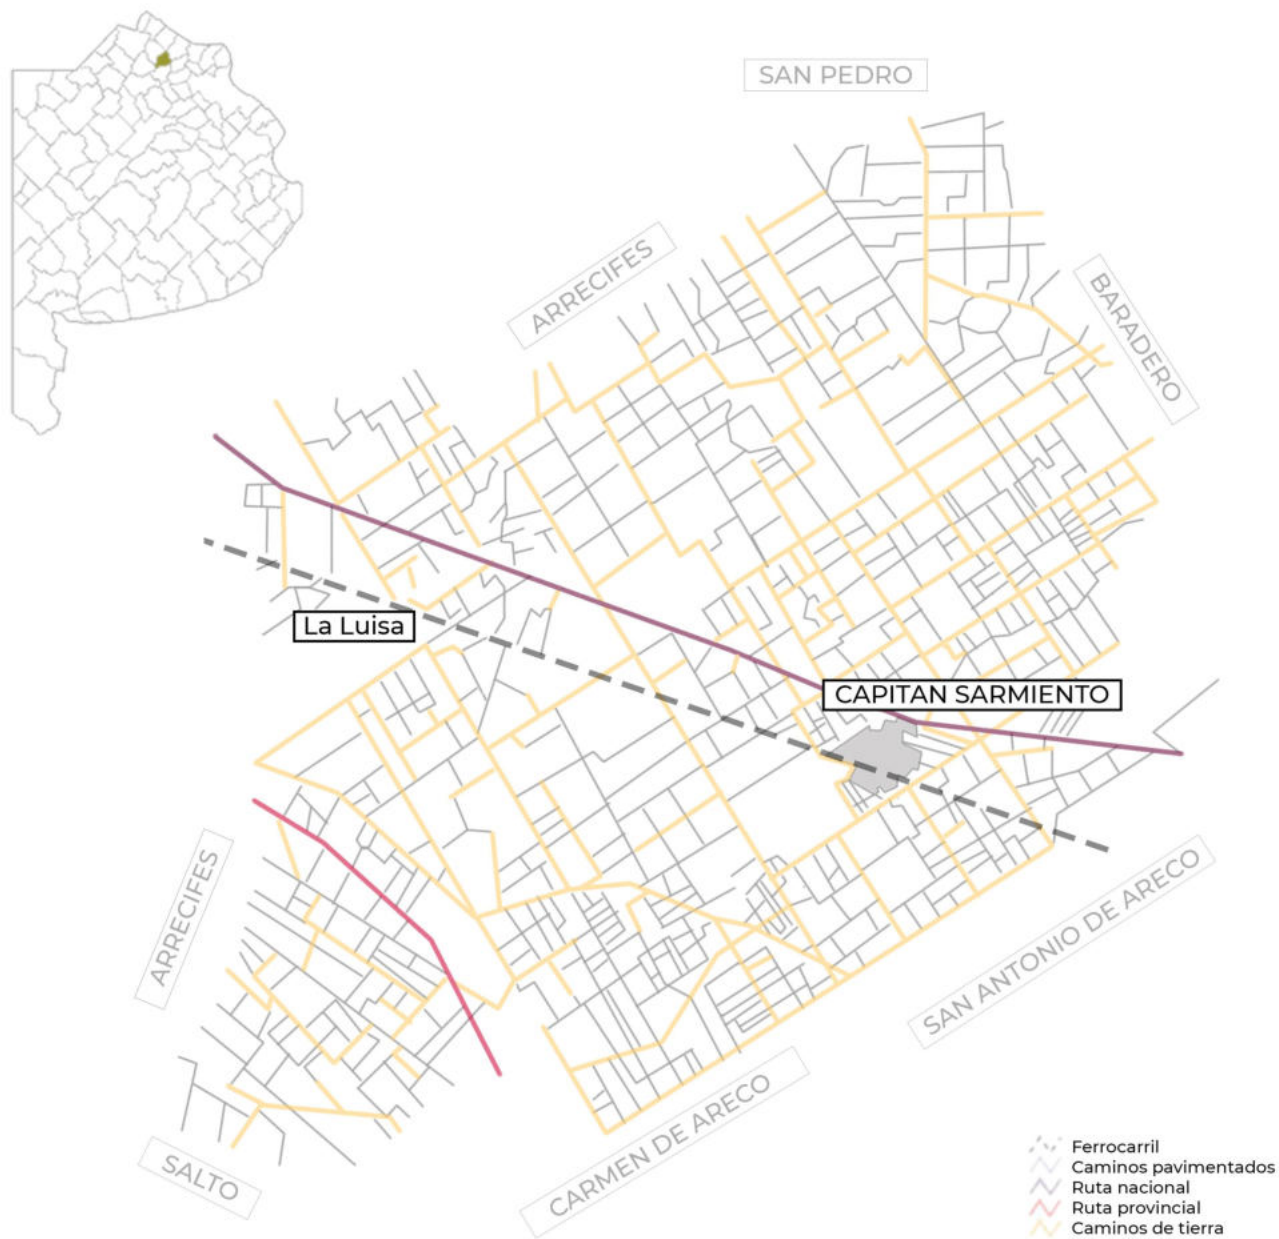 SAN PEDRO
ARRECIFES
BARADERO
La Luisa
CAPITAN SARMIENTO
ARRECIFES
SAN ANTONIO DE ARECO
CARMEN DE ARECO
SALTO
Ferrocarril
Caminos pavimentados
Ruta nacional
Ruta provincial
Caminos de tierra